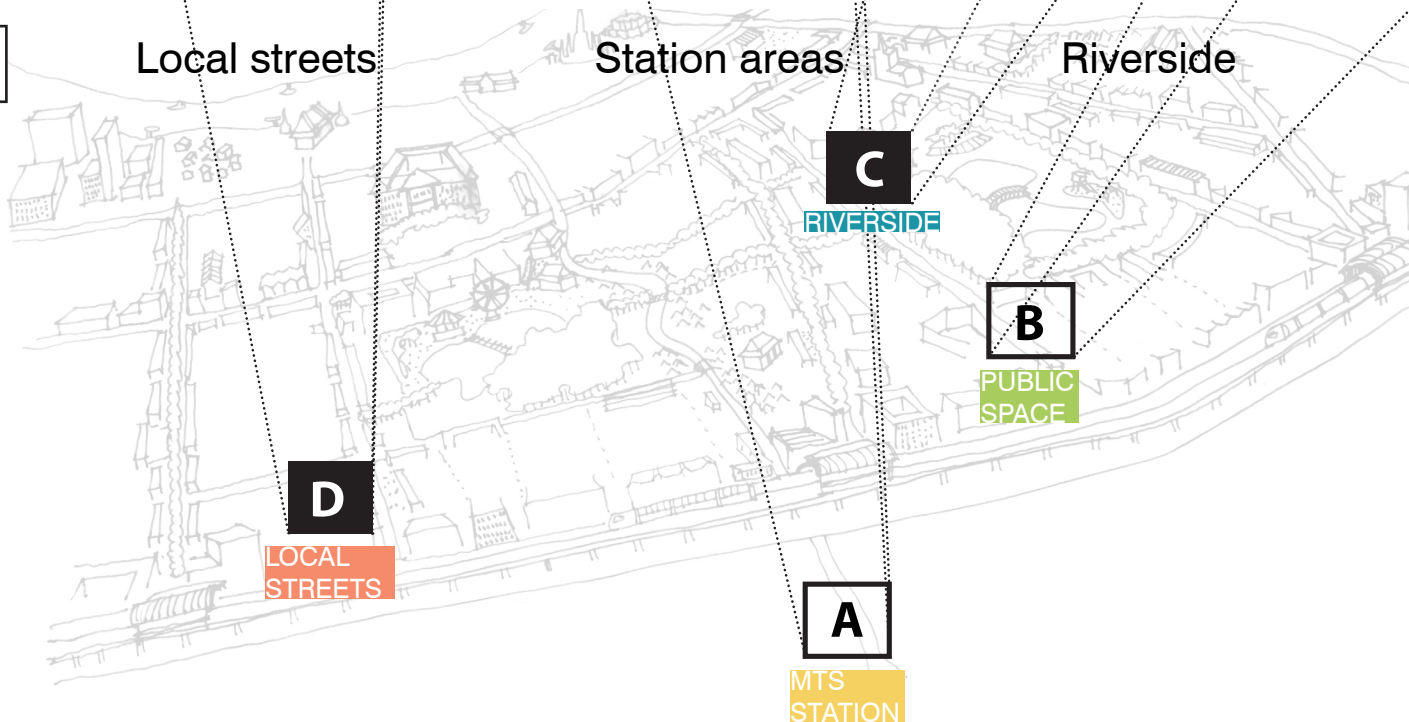 Local streets
Station areas
Riverside
C
RIVERSIDE
B
PUBLIC
SPACE
D
LOCAL
STREETS
A
MTS
STATION